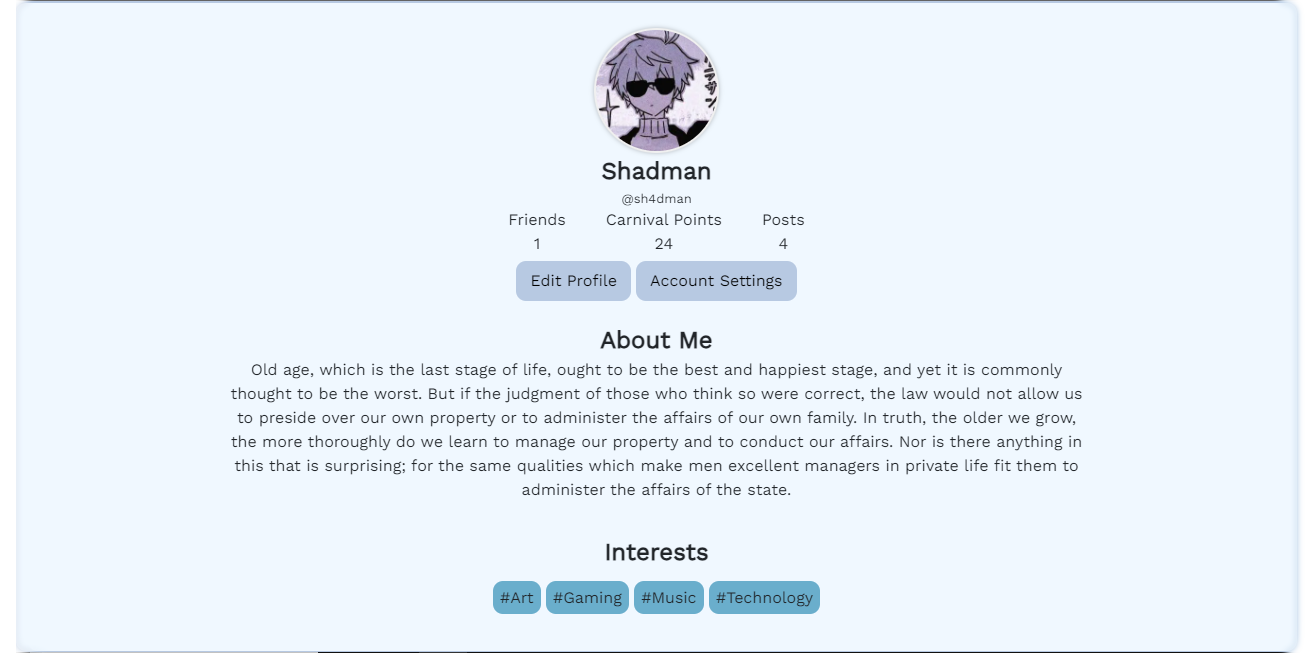 Shadman
@sh4dman
Friends Carnival Points Posts
1 24 4
Edit Profile Account Settings
About Me
Old age, which is the last stage of life, ought to be the best and happiest stage, and yet it is commonly
thought to be the worst. But if the judgment of those who think so were correct, the law would not allow us
to preside over our own property or to administer the affairs of our own family. In truth, the older we grow,
the more thoroughly do we learn to manage our property and to conduct our affairs. Nor is there anything in
this that is surprising; for the same qualities which make men excellent managers in private life fit them to
administer the affairs of the state.
Interests
#Art #Gaming #Music #Technology